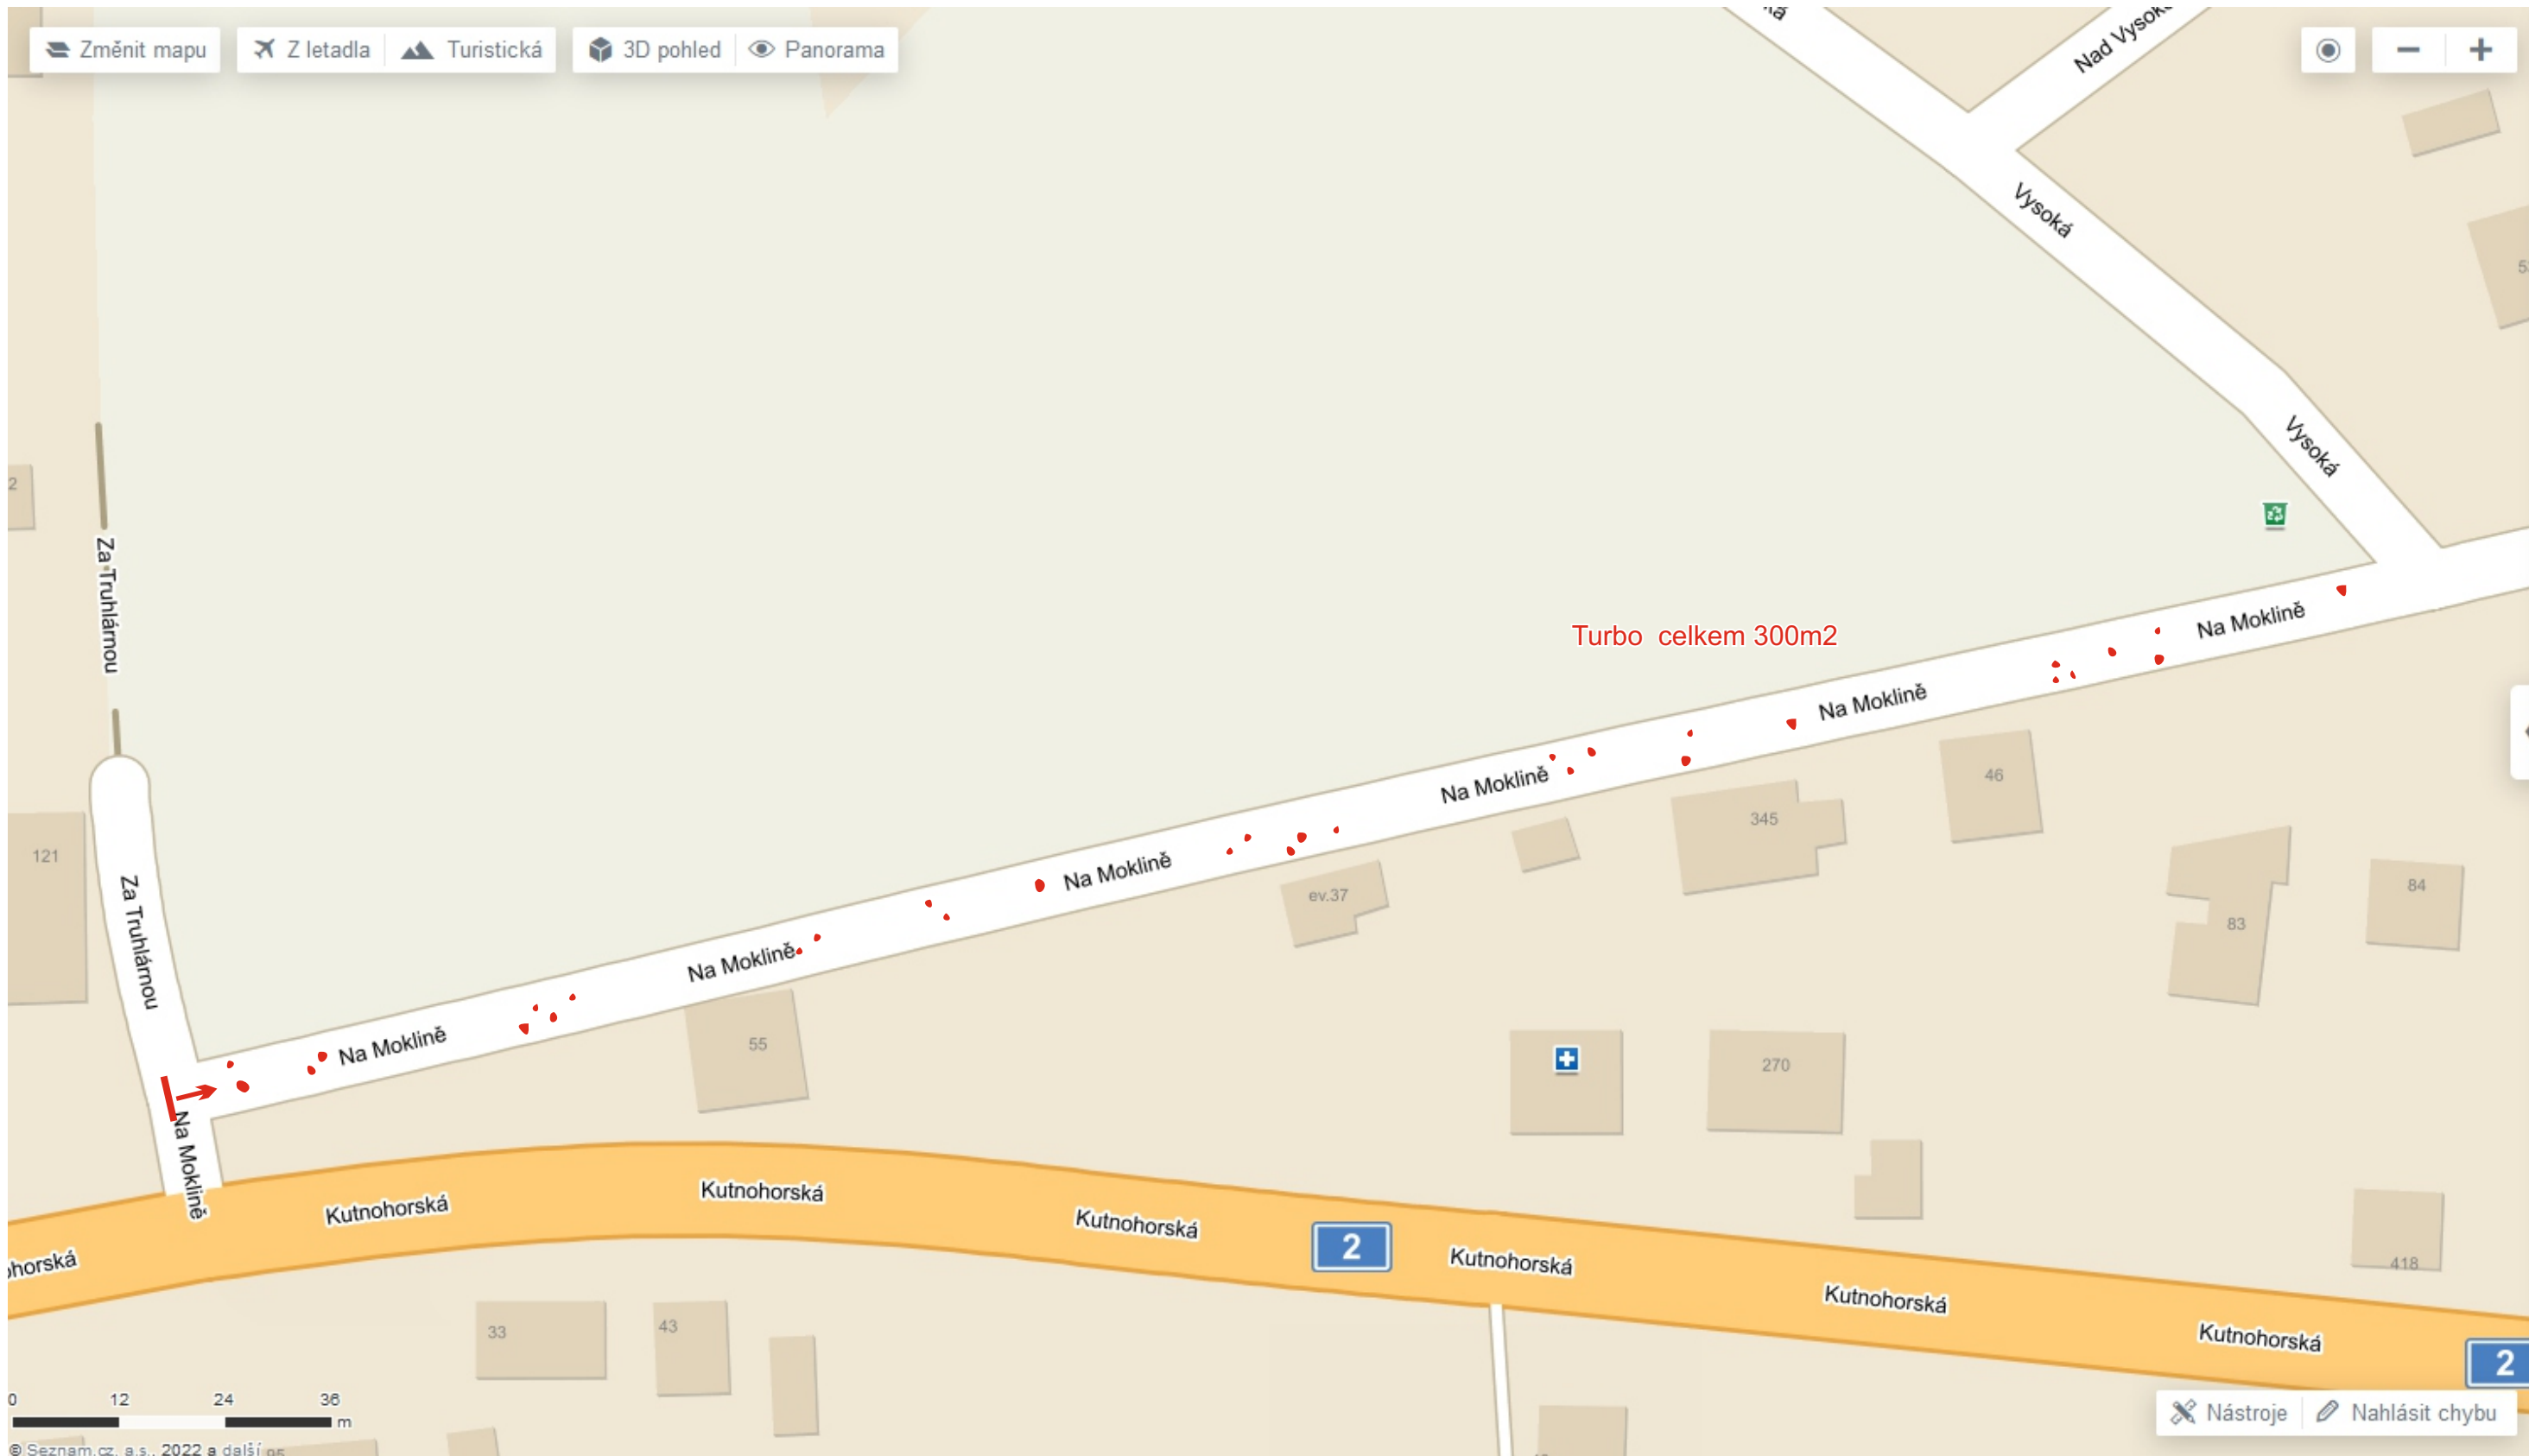 Změnit mapu
Z letadla
Turistická
3D pohled
Panorama
Nad Vysok
Vysoká
Vysoká
2
Za Truhlárnou
Turbo celkem 300m2
Na Moklině
Na Moklině
Na Moklině
Na Moklině
Na Moklině
Na Moklině
Na Moklině
46
345
121
84
ev.37
83
Za Truhlárnou
55
270
Na Moklině
Kutnohorská
Kutnohorská
Kutnohorská
2
Kutnohorská
Kutnohorská
Kutnohorská
horská
418
33
43
2
0 12 24 36
m
Nástroje
Nahlásit chybu
© Seznam.cz, a.s., 2022 a další
95